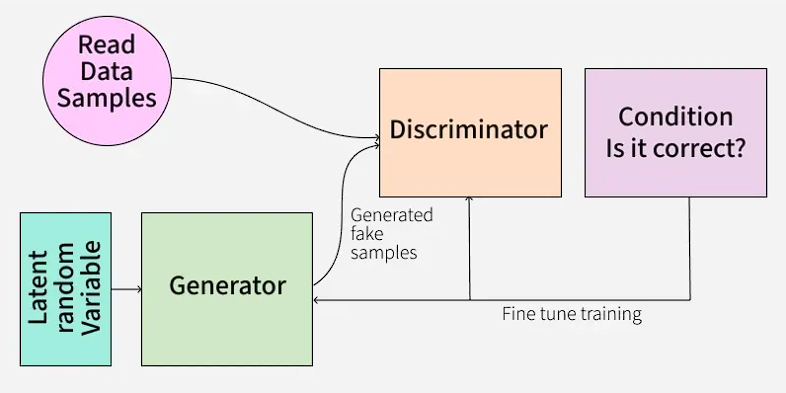 Read
Data
Samples
Discriminator
Condition
Is it correct?
Generated
fake
samples
Latent
random
Variable
Generator
Fine tune training